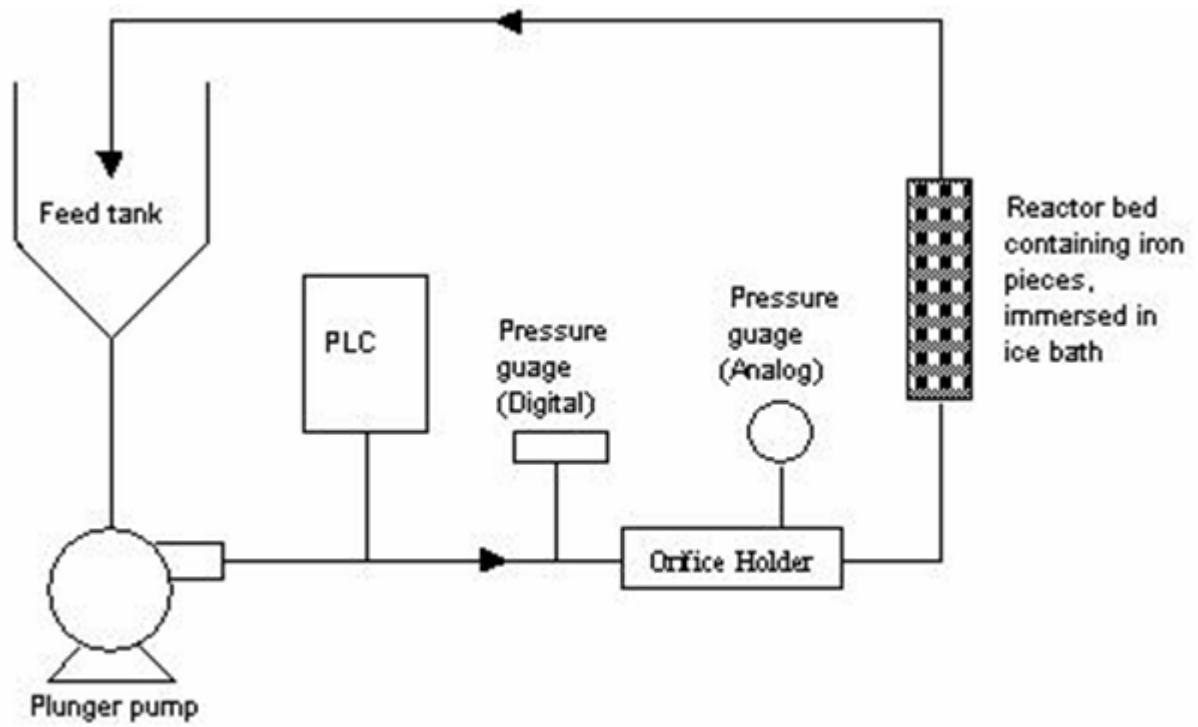 Feed tank
PLC
Pressure
guage
(Digital)
Pressure
guage
(Analog)
Reactor bed
containing iron
pieces,
immersed in
ice bath
Orifice Holder
Plunger pump